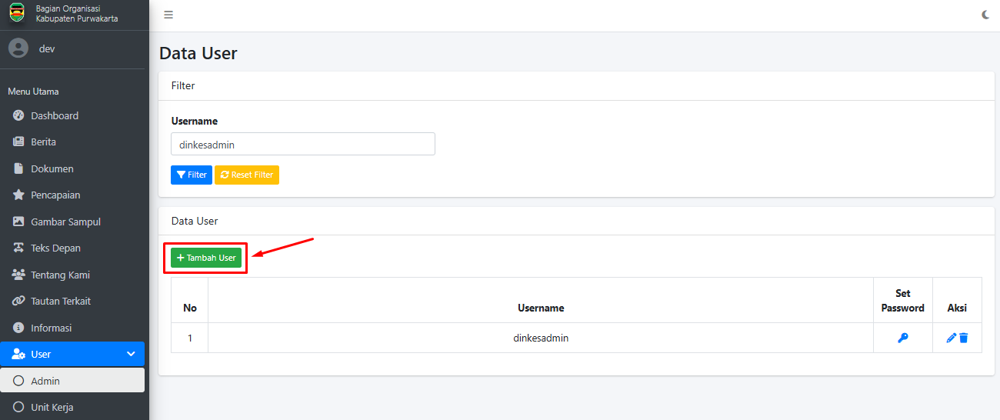 Bagian Organisasi
Kabupaten Purwakarta
dev
Menu Utama
Dashboard
Berita
Dokumen
Pencapaian
Gambar Sampul
Teks Depan
Tentang Kami
Tautan Terkait
Informasi
User
Admin
Unit Kerja
Data User
Filter
Username
dinkesadmin
Filter
Reset Filter
Data User
Tambah User
No
Username
Set
Password
Aksi
1
dinkesadmin